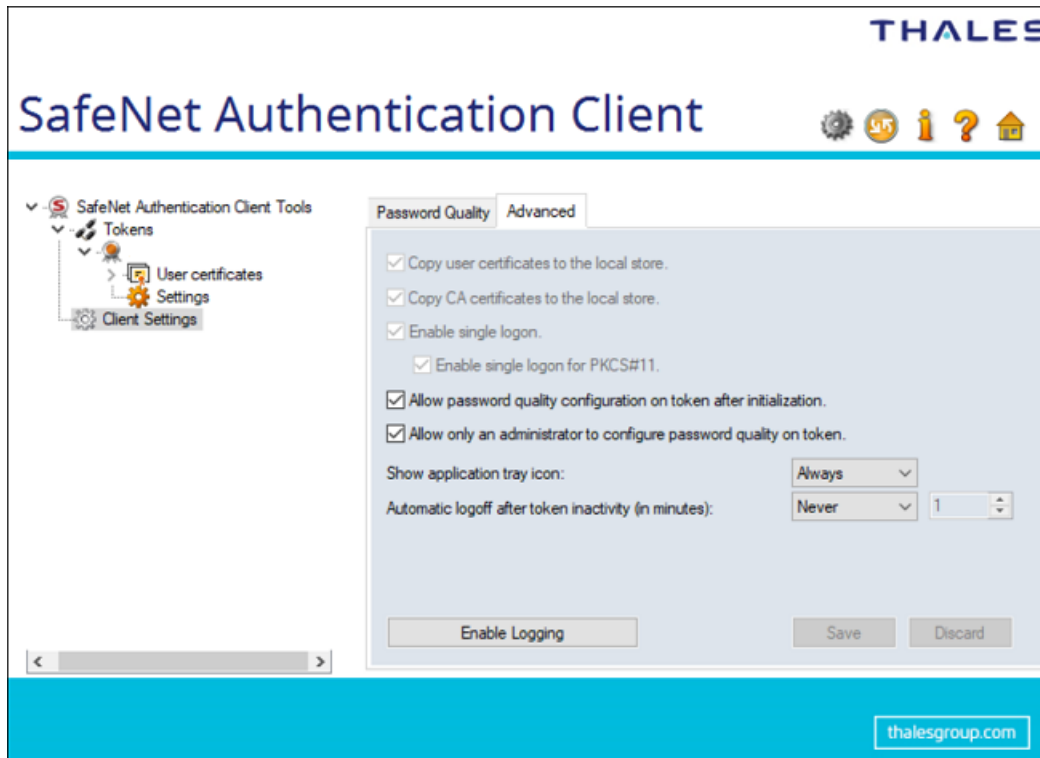 THALES
SafeNet Authentication Client
SafeNet Authentication Client Tools
Tokens
User certificates
Settings
Client Settings
Password Quality
Advanced
Copy user certificates to the local store.
Copy CA certificates to the local store.
Enable single logon.
Enable single logon for PKCS#11.
Allow password quality configuration on token after initialization.
Allow only an administrator to configure password quality on token.
Show application tray icon: Always
Automatic logoff after token inactivity (in minutes): Never 1
Enable Logging Save Discard
thalesgroup.com